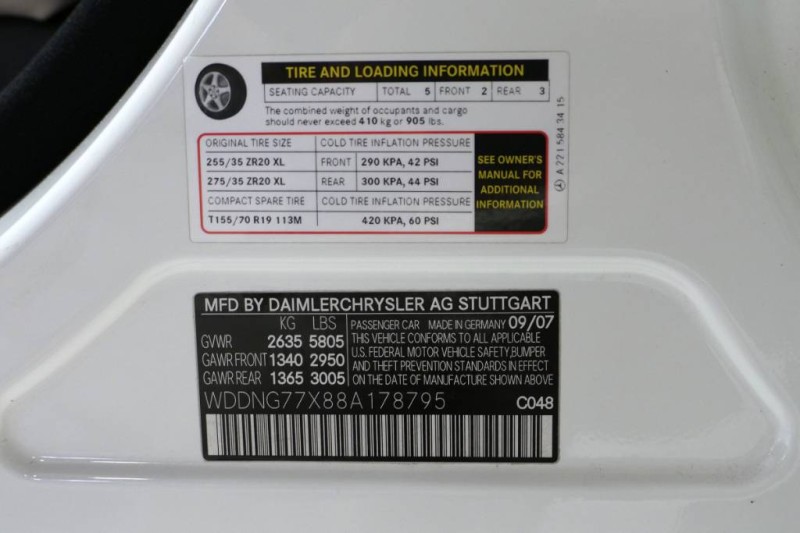 TIRE AND LOADING INFORMATION
SEATING CAPACITY TOTAL 5 FRONT 2 REAR 3
The combined weight of occupants and cargo
should never exceed 410 kg or 905 lbs.
ORIGINAL TIRE SIZE COLD TIRE INFLATION PRESSURE
255/35 ZR20 XL FRONT 290 KPA, 42 PSI
275/35 ZR20 XL REAR 300 KPA, 44 PSI
COMPACT SPARE TIRE COLD TIRE INFLATION PRESSURE
T155/70 R19 113M 420 KPA, 60 PSI
SEE OWNER'S
MANUAL FOR
ADDITIONAL
INFORMATION
A 221 584 34 15
MFD BY DAIMLERCHRYSLER AG STUTTGART
KG LBS
GVWR 2635 5805
GAWR FRONT 1340 2950
GAWR REAR 1365 3005
PASSENGER CAR MADE IN GERMANY 09/07
THIS VEHICLE CONFORMS TO ALL APPLICABLE
U.S. FEDERAL MOTOR VEHICLE SAFETY,BUMPER
AND THEFT PREVENTION STANDARDS IN EFFECT
ON THE DATE OF MANUFACTURE SHOWN ABOVE
WDDNG77X88A178795 C048